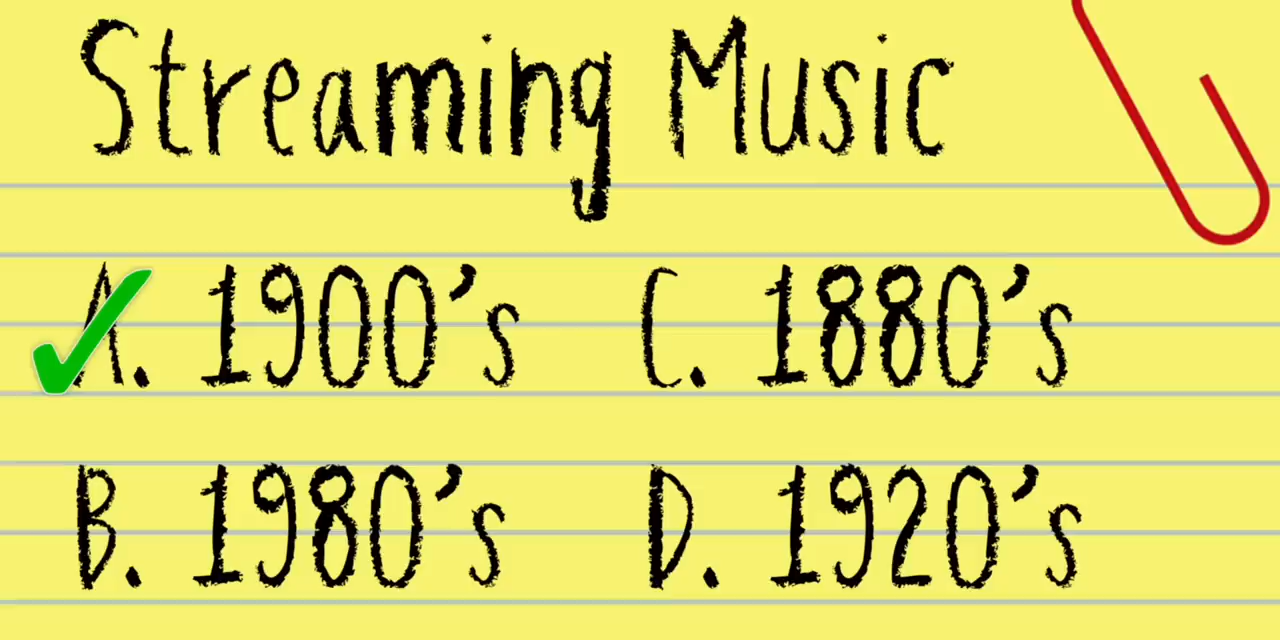 Streaming Music
A. 1900's
C. 1880's
B. 1980's
D. 1920's